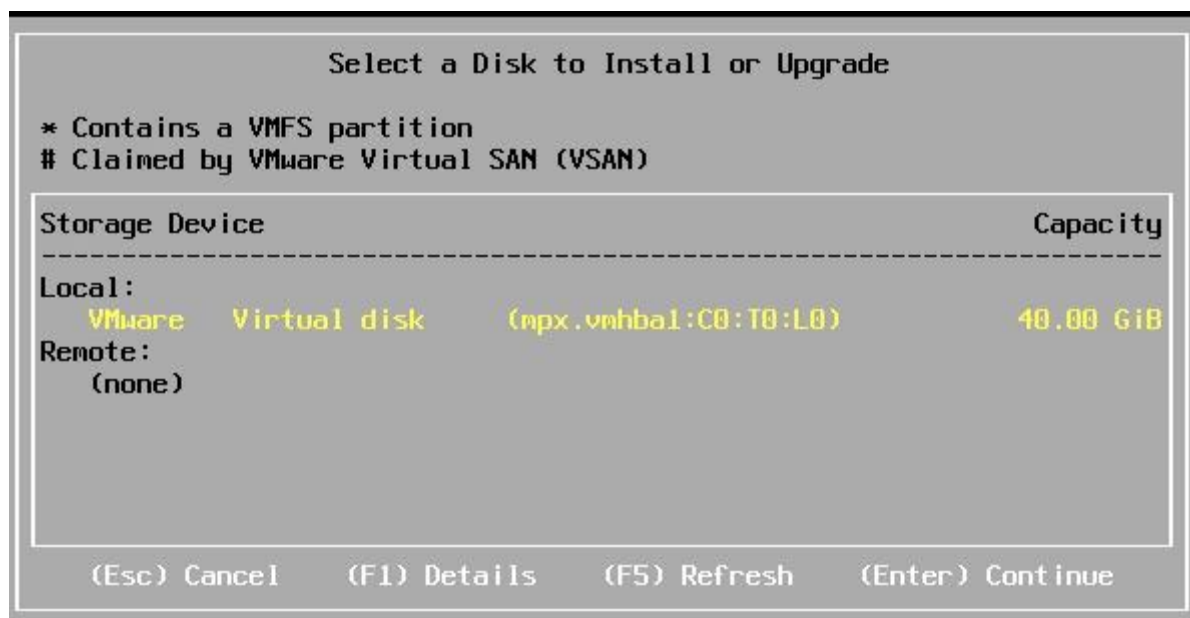 Select a Disk to Install or Upgrade
* Contains a VMFS partition
# Claimed by VMware Virtual SAN (VSAN)
Storage Device Capacity
Local:
VMware Virtual disk (mpx.vmhba1:C0:T0:L0) 40.00 GiB
Remote:
(none)
(Esc) Cancel (F1) Details (F5) Refresh (Enter) Continue